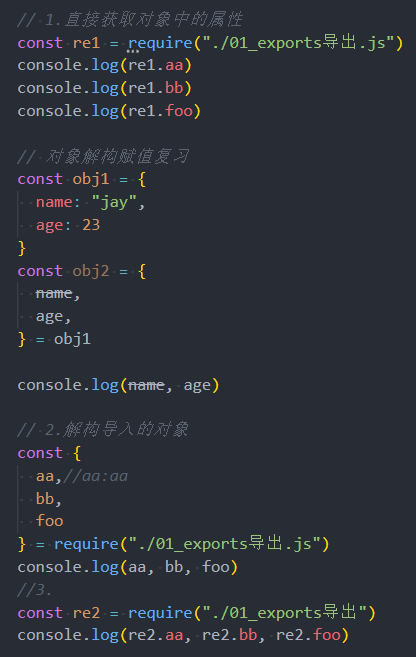 // 1.直接获取对象中的属性
const re1 = require("./01_exports导出.js")
console.log(re1.aa)
console.log(re1.bb)
console.log(re1.foo)
// 对象解构赋值复习
const obj1 = {
name: "jay",
age: 23
}
const obj2 = {
name,
age,
} = obj1
console.log(name, age)
// 2.解构导入的对象
const {
aa,//aa:aa
bb,
foo
} = require("./01_exports导出.js")
console.log(aa, bb, foo)
//3.
const re2 = require("./01_exports导出")
console.log(re2.aa, re2.bb, re2.foo)